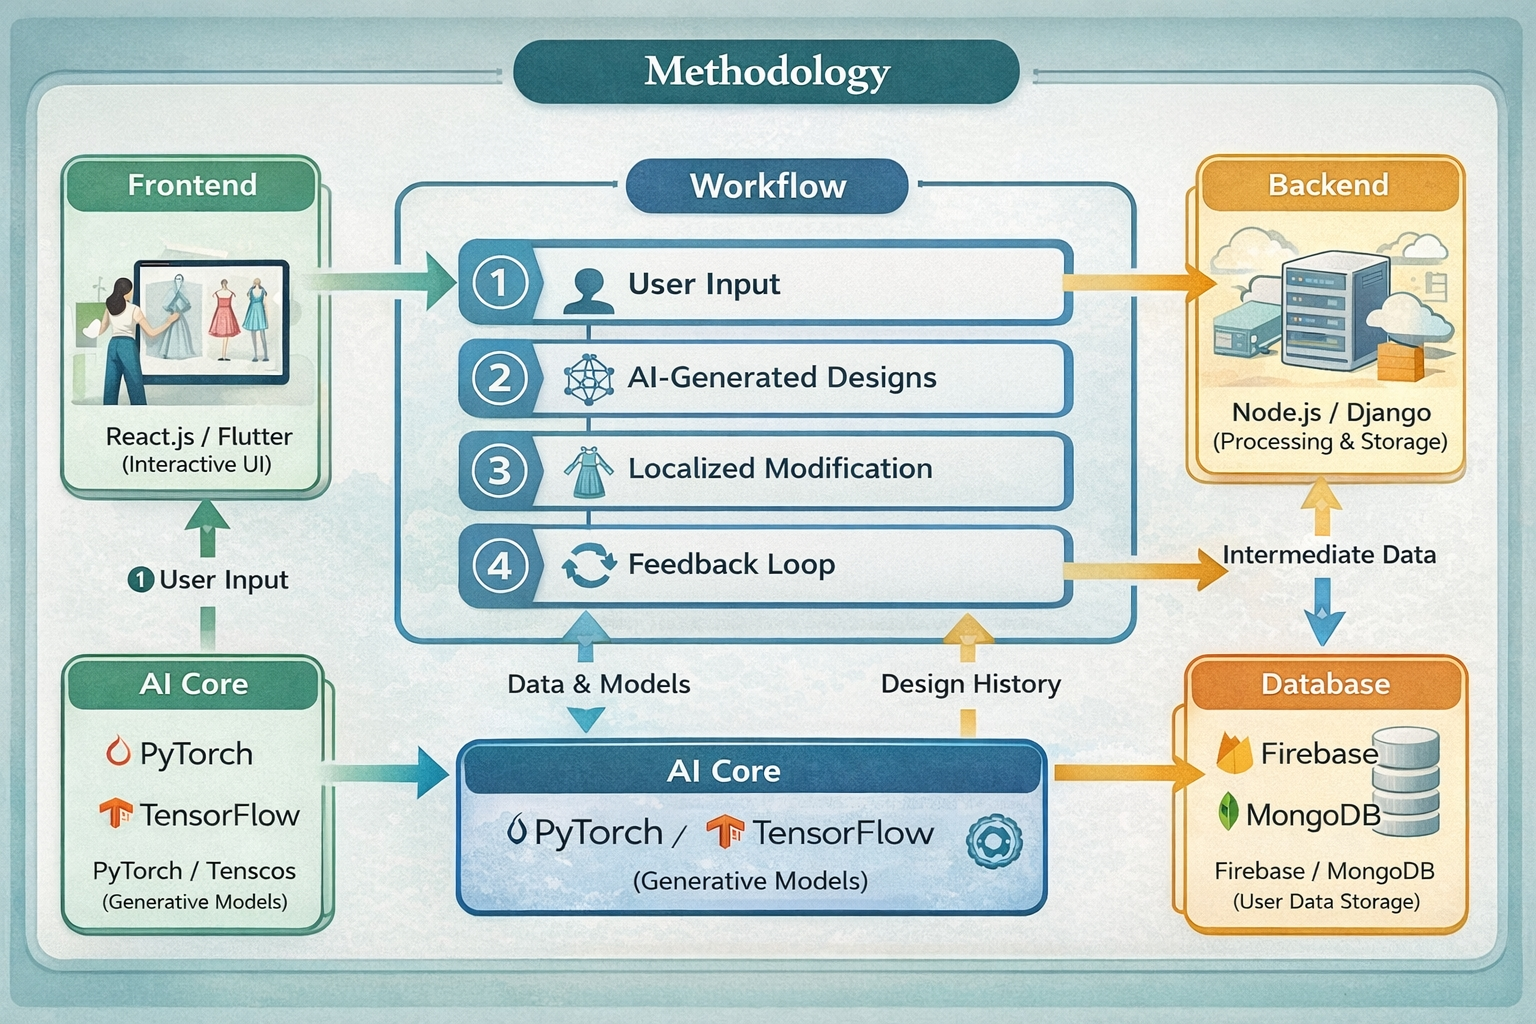 Methodology
Frontend
React.js / Flutter
(Interactive UI)
1 User Input
AI Core
PyTorch
TensorFlow
PyTorch / Tenscos
(Generative Models)
Workflow
1 User Input
2 AI-Generated Designs
3 Localized Modification
4 Feedback Loop
Data & Models
Design History
AI Core
PyTorch / TensorFlow
(Generative Models)
Backend
Node.js / Django
(Processing & Storage)
Intermediate Data
Database
Firebase
MongoDB
Firebase / MongoDB
(User Data Storage)